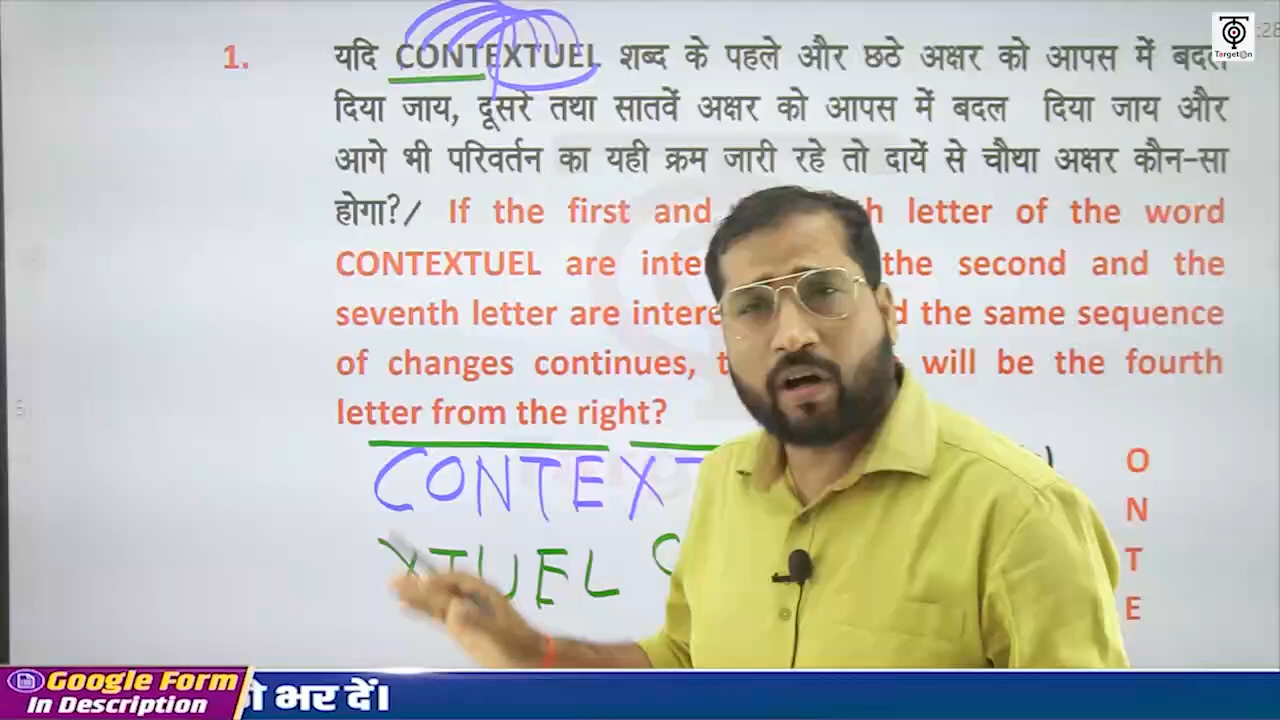 1. यदि CONTEXTUEL शब्द के पहले और छठे अक्षर को आपस में बदल
दिया जाय, दूसरे तथा सातवें अक्षर को आपस में बदल दिया जाय और
आगे भी परिवर्तन का यही क्रम जारी रहे तो दायें से चौथा अक्षर कौन-सा
होगा?/ If the first and letter of the word
CONTEXTUEL are the second and the
seventh letter are the same sequence
of changes continues, will be the fourth
letter from the right?
CONTEXT O
N
XTUEL T
E
TargetOn
Google Form
In Description
भर दें।